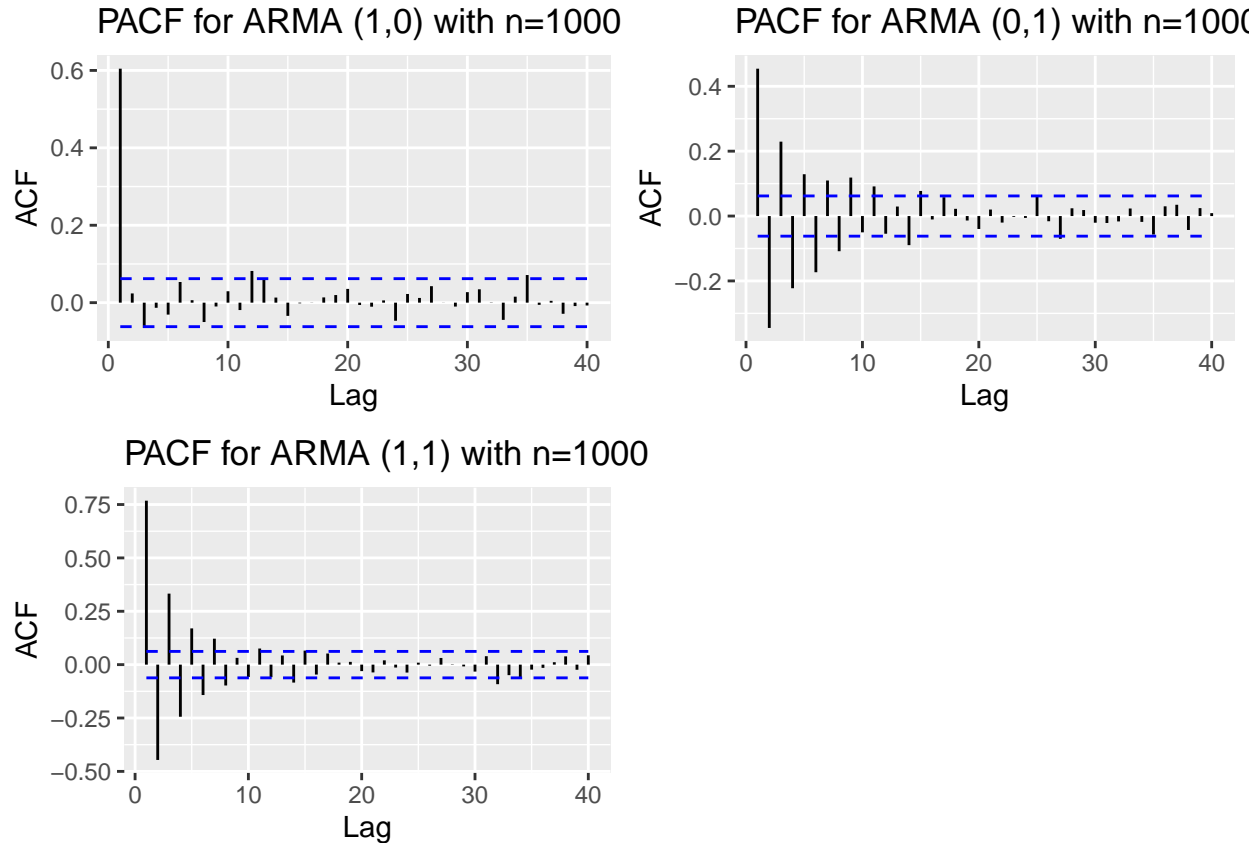 PACF for ARMA (1,0) with n=1000
0.6
0.4
0.2
0.0
ACF
0 10 20 30 40
Lag
PACF for ARMA (0,1) with n=1000
0.4
0.2
0.0
−0.2
ACF
0 10 20 30 40
Lag
PACF for ARMA (1,1) with n=1000
0.75
0.50
0.25
0.00
−0.25
−0.50
ACF
0 10 20 30 40
Lag